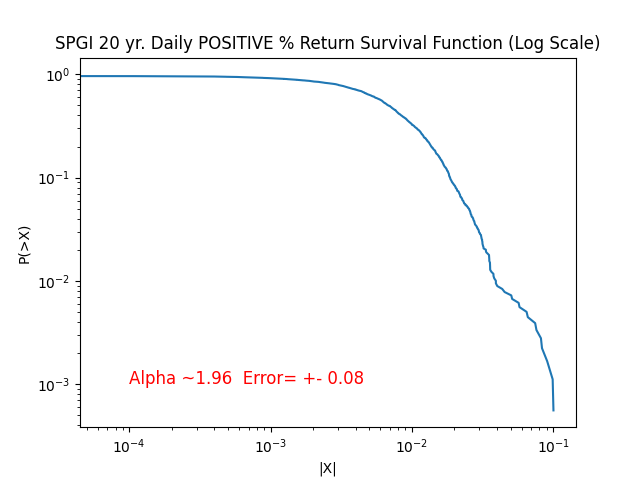 SPGI 20 yr. Daily POSITIVE % Return Survival Function (Log Scale)
10⁰
10⁻¹
10⁻²
10⁻³
P(>X)
Alpha ~1.96  Error= +- 0.08
10⁻⁴ 10⁻³ 10⁻² 10⁻¹
|X|